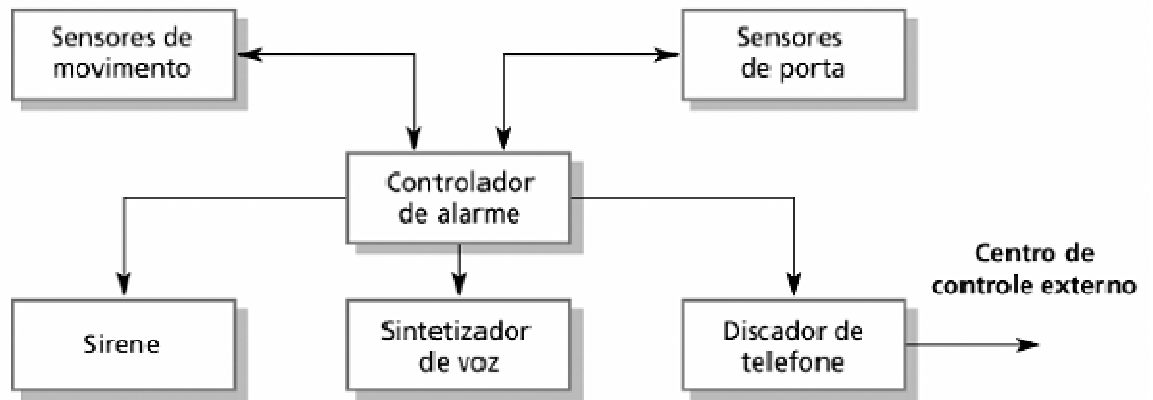 Sensores de
movimento
Sensores
de porta
Controlador
de alarme
Centro de
controle externo
Sirene
Sintetizador
de voz
Discador de
telefone